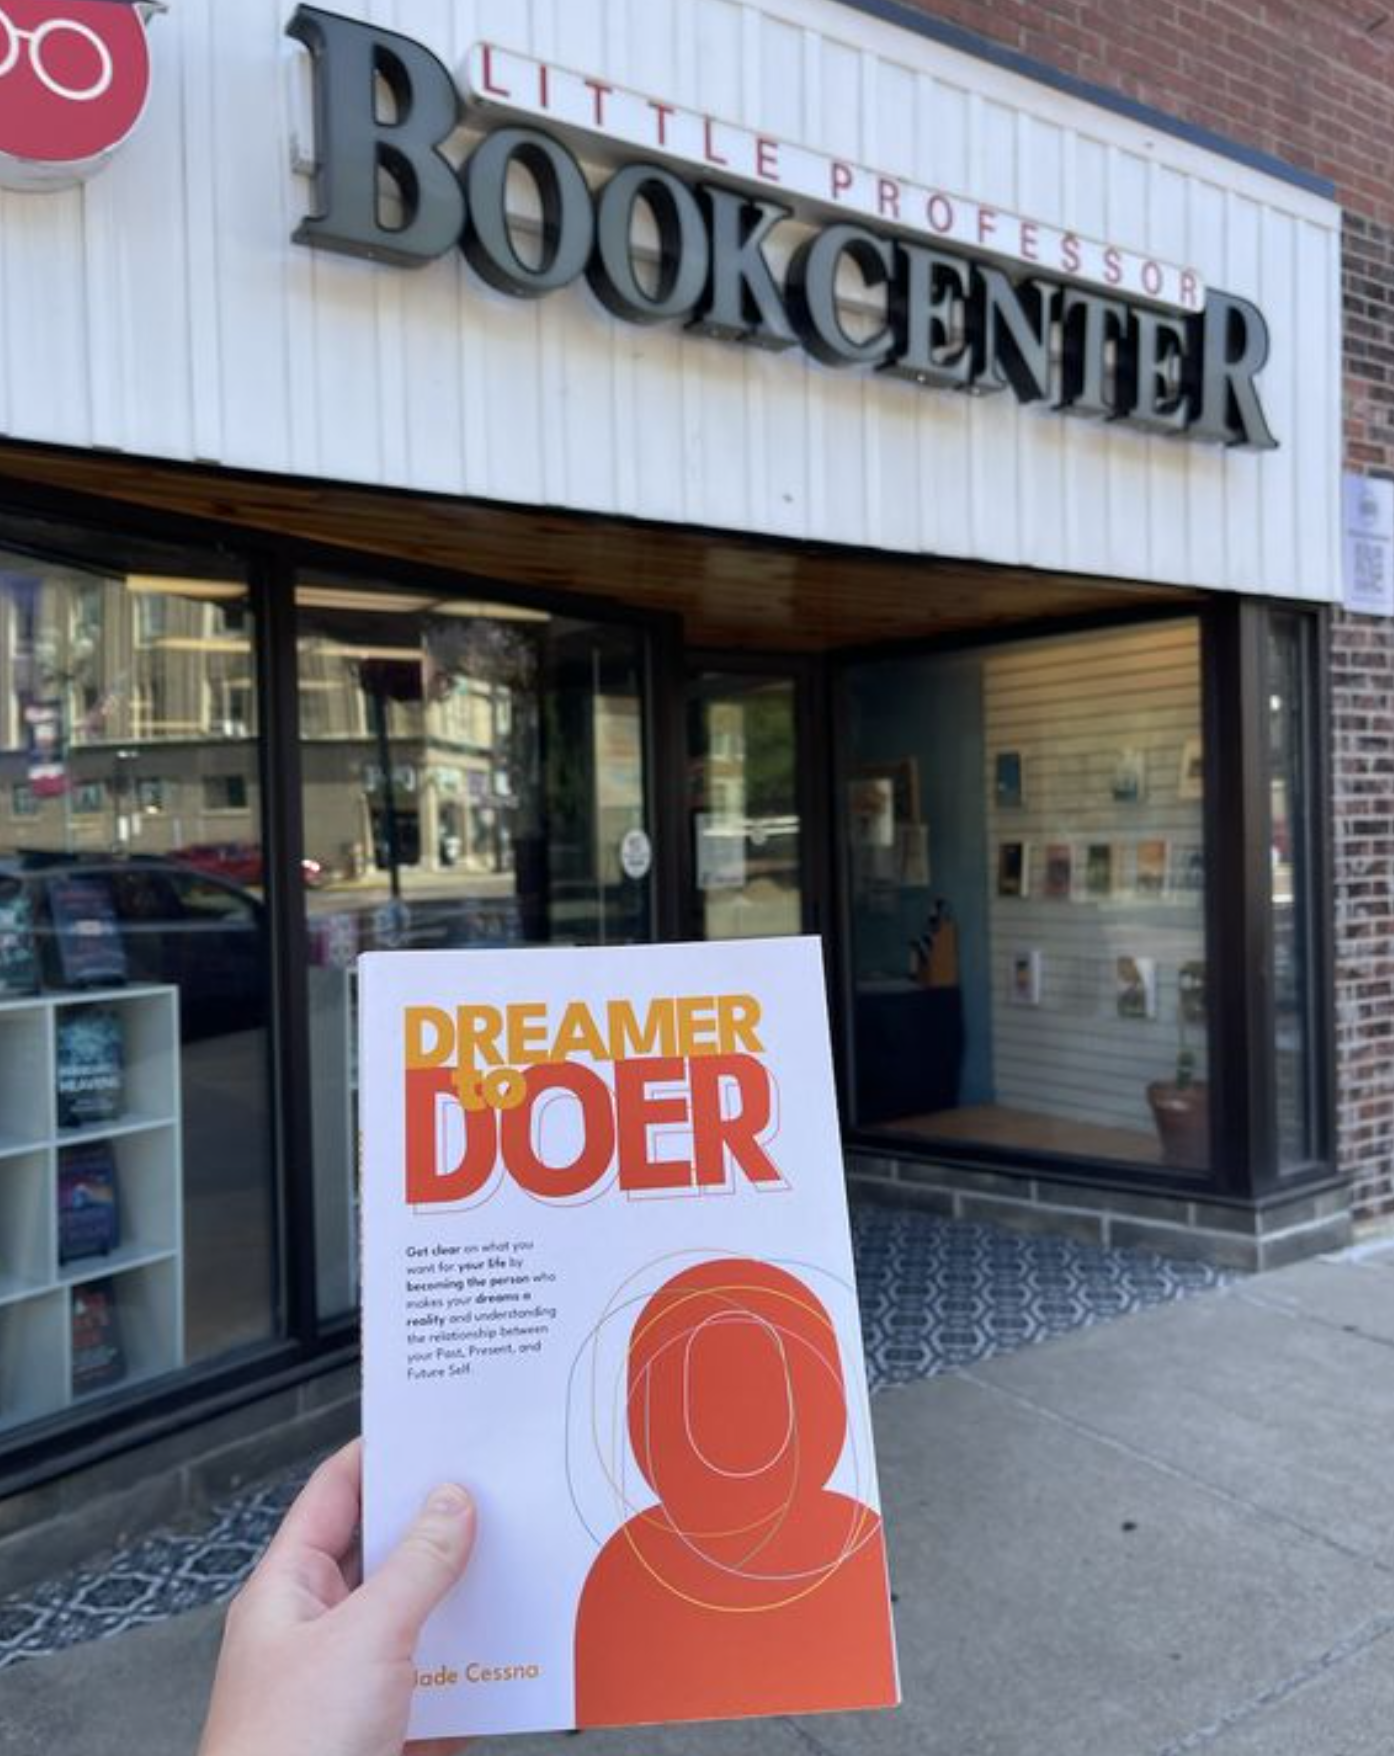 LITTLE PROFESSOR
BOOKCENTER
DREAMER
to
DOER
Get clear on what you
want for your life by
becoming the person who
makes your dreams a
reality and understanding
the relationship between
your Past, Present, and
Future Self.
Jade Cessna